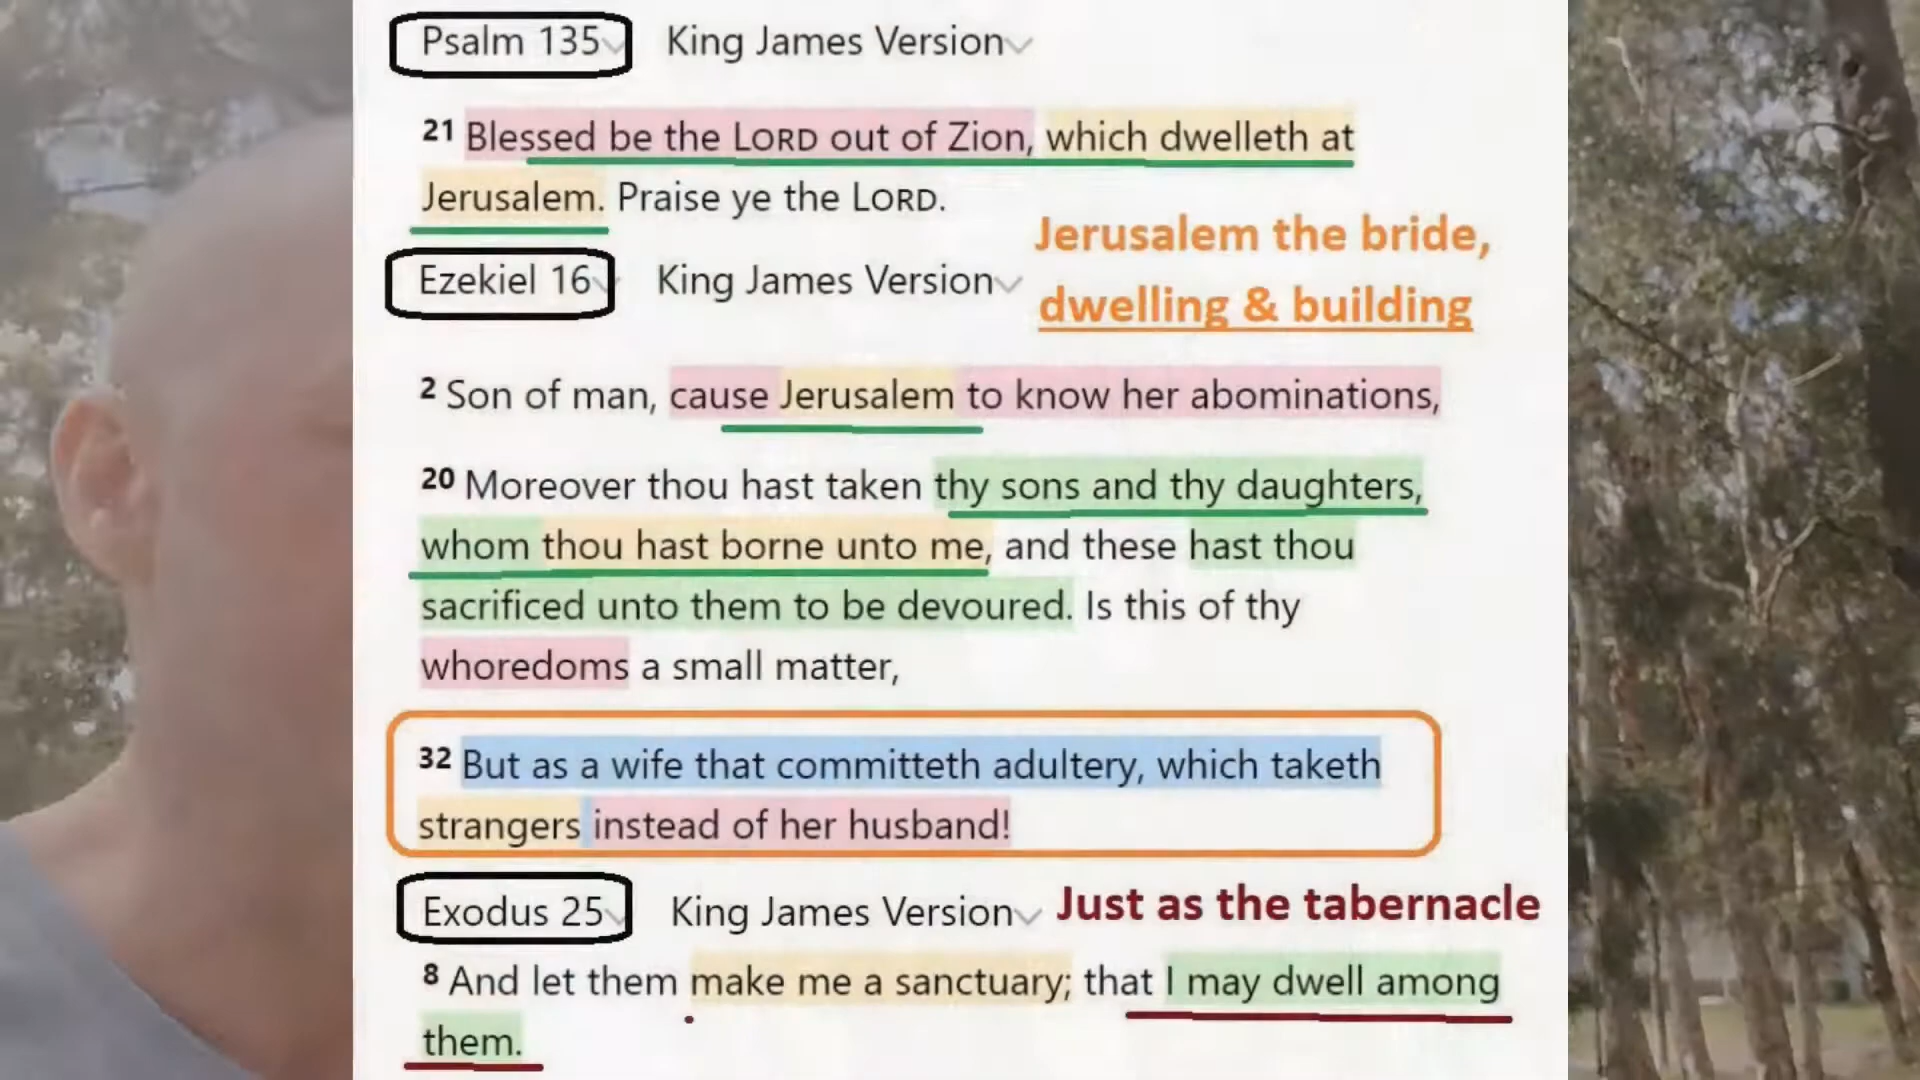 Psalm 135 King James Version
21 Blessed be the LORD out of Zion, which dwelleth at
Jerusalem. Praise ye the LORD.
Jerusalem the bride,
Ezekiel 16 King James Version
dwelling & building
2 Son of man, cause Jerusalem to know her abominations,
20 Moreover thou hast taken thy sons and thy daughters,
whom thou hast borne unto me, and these hast thou
sacrificed unto them to be devoured. Is this of thy
whoredoms a small matter,
32 But as a wife that committeth adultery, which taketh
strangers instead of her husband!
Exodus 25 King James Version Just as the tabernacle
8 And let them make me a sanctuary; that I may dwell among
them.